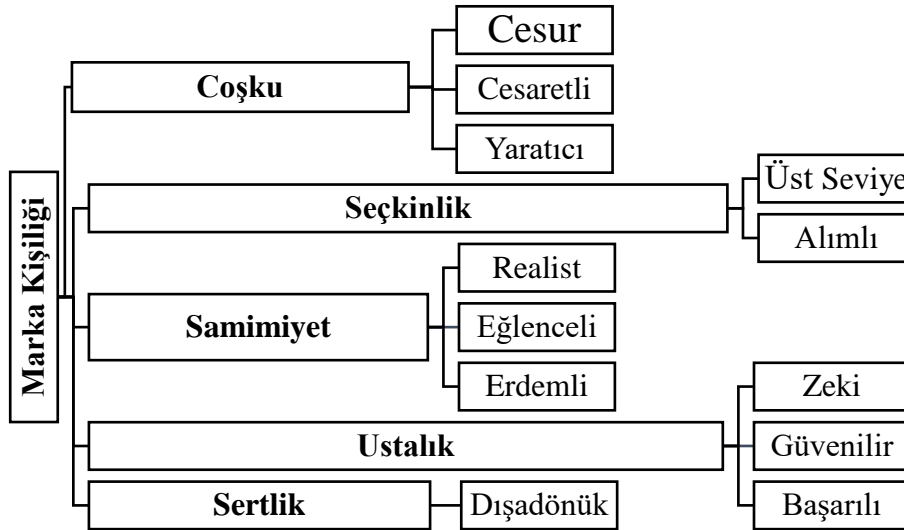 Marka Kişiliği
Coşku
Cesur
Cesaretli
Yaratıcı
Seçkinlik
Üst Seviye
Alımlı
Samimiyet
Realist
Eğlenceli
Erdemli
Ustalık
Zeki
Güvenilir
Başarılı
Sertlik
Dışadönük